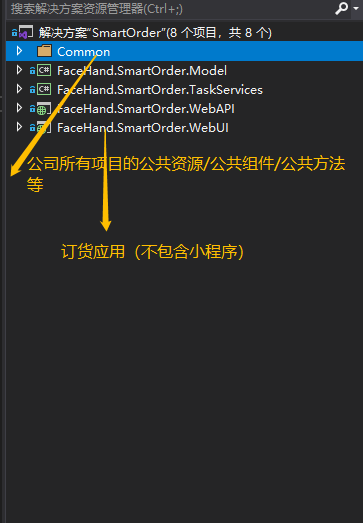 搜索解决方案资源管理器(Ctrl+;)
解决方案"SmartOrder"(8 个项目，共 8 个)
Common
FaceHand.SmartOrder.Model
FaceHand.SmartOrder.TaskServices
FaceHand.SmartOrder.WebAPI
FaceHand.SmartOrder.WebUI
公司所有项目的公共资源/公共组件/公共方法
等
订货应用（不包含小程序）